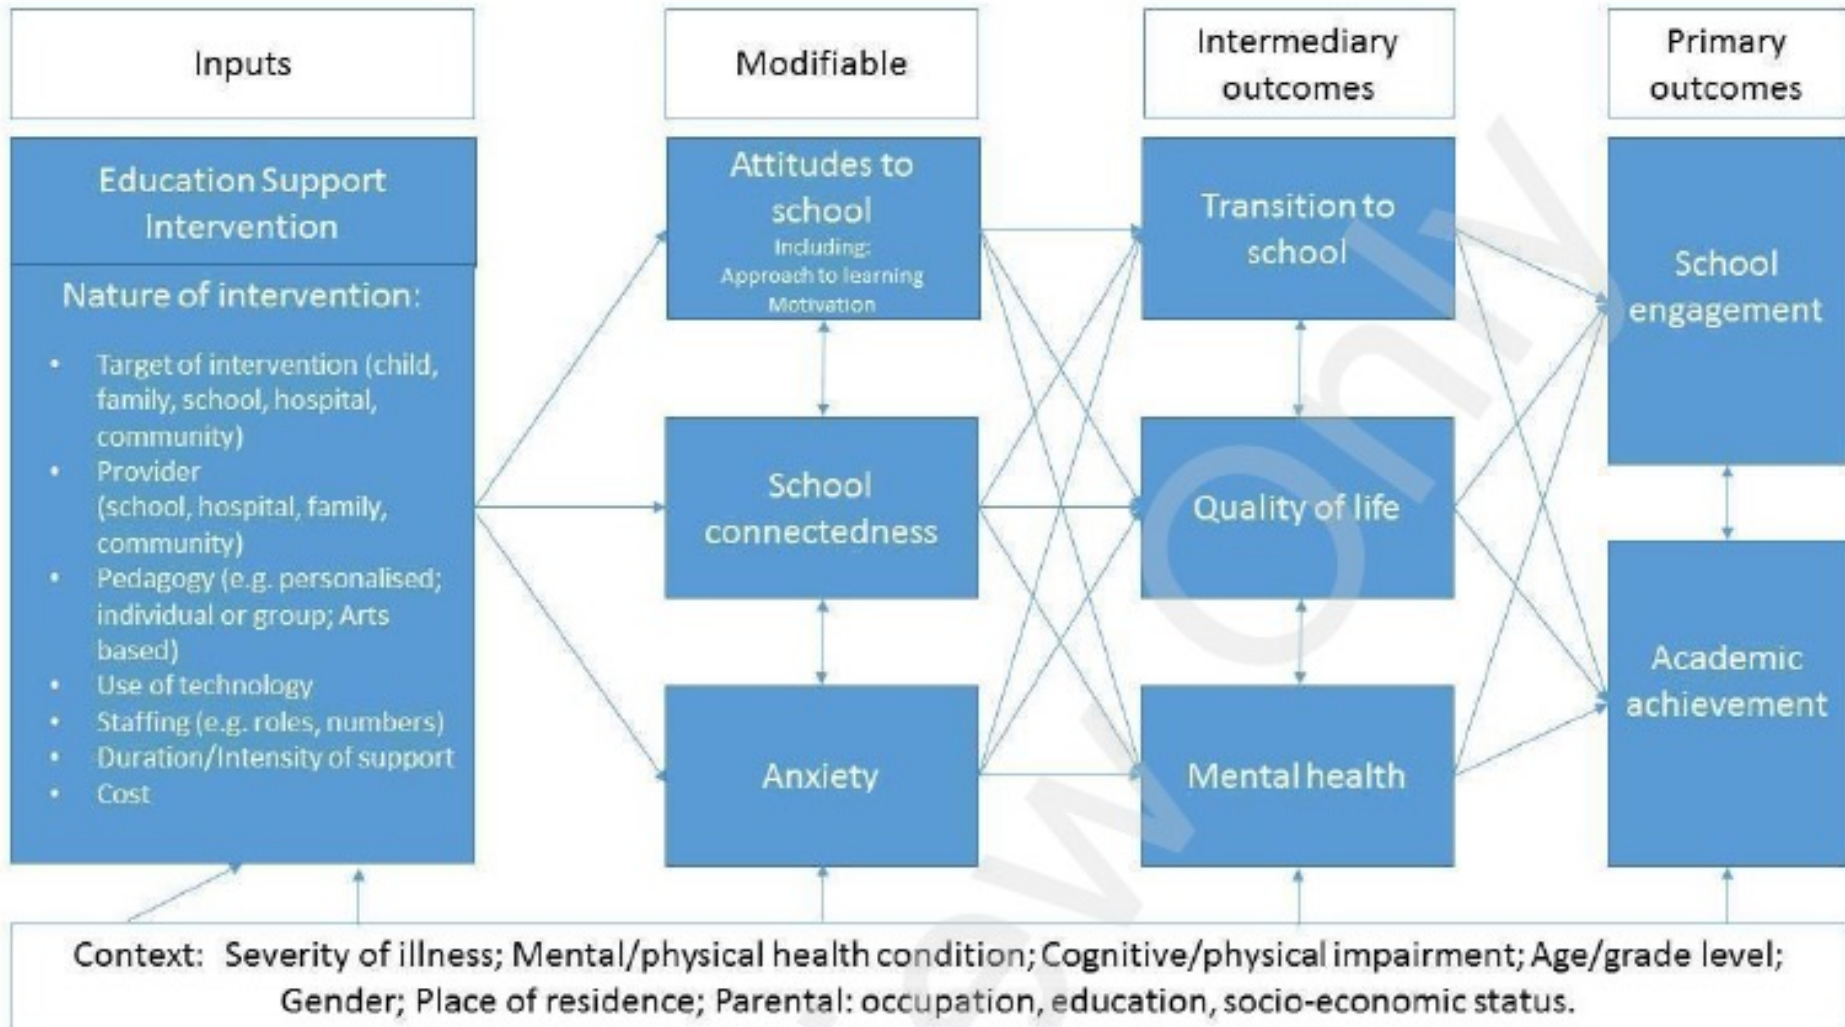 Inputs
Modifiable
Intermediary
outcomes
Primary
outcomes
Education Support
Intervention
Nature of intervention:
• Target of intervention (child,
family, school, hospital,
community)
• Provider
(school, hospital, family,
community)
• Pedagogy (e.g. personalised;
individual or group; Arts
based)
• Use of technology
• Staffing (e.g. roles, numbers)
• Duration/Intensity of support
• Cost
Attitudes to
school
Including:
Approach to learning
Motivation
School
connectedness
Anxiety
Transition to
school
Quality of life
Mental health
School
engagement
Academic
achievement
Context: Severity of illness; Mental/physical health condition; Cognitive/physical impairment; Age/grade level;
Gender; Place of residence; Parental: occupation, education, socio-economic status.
Only